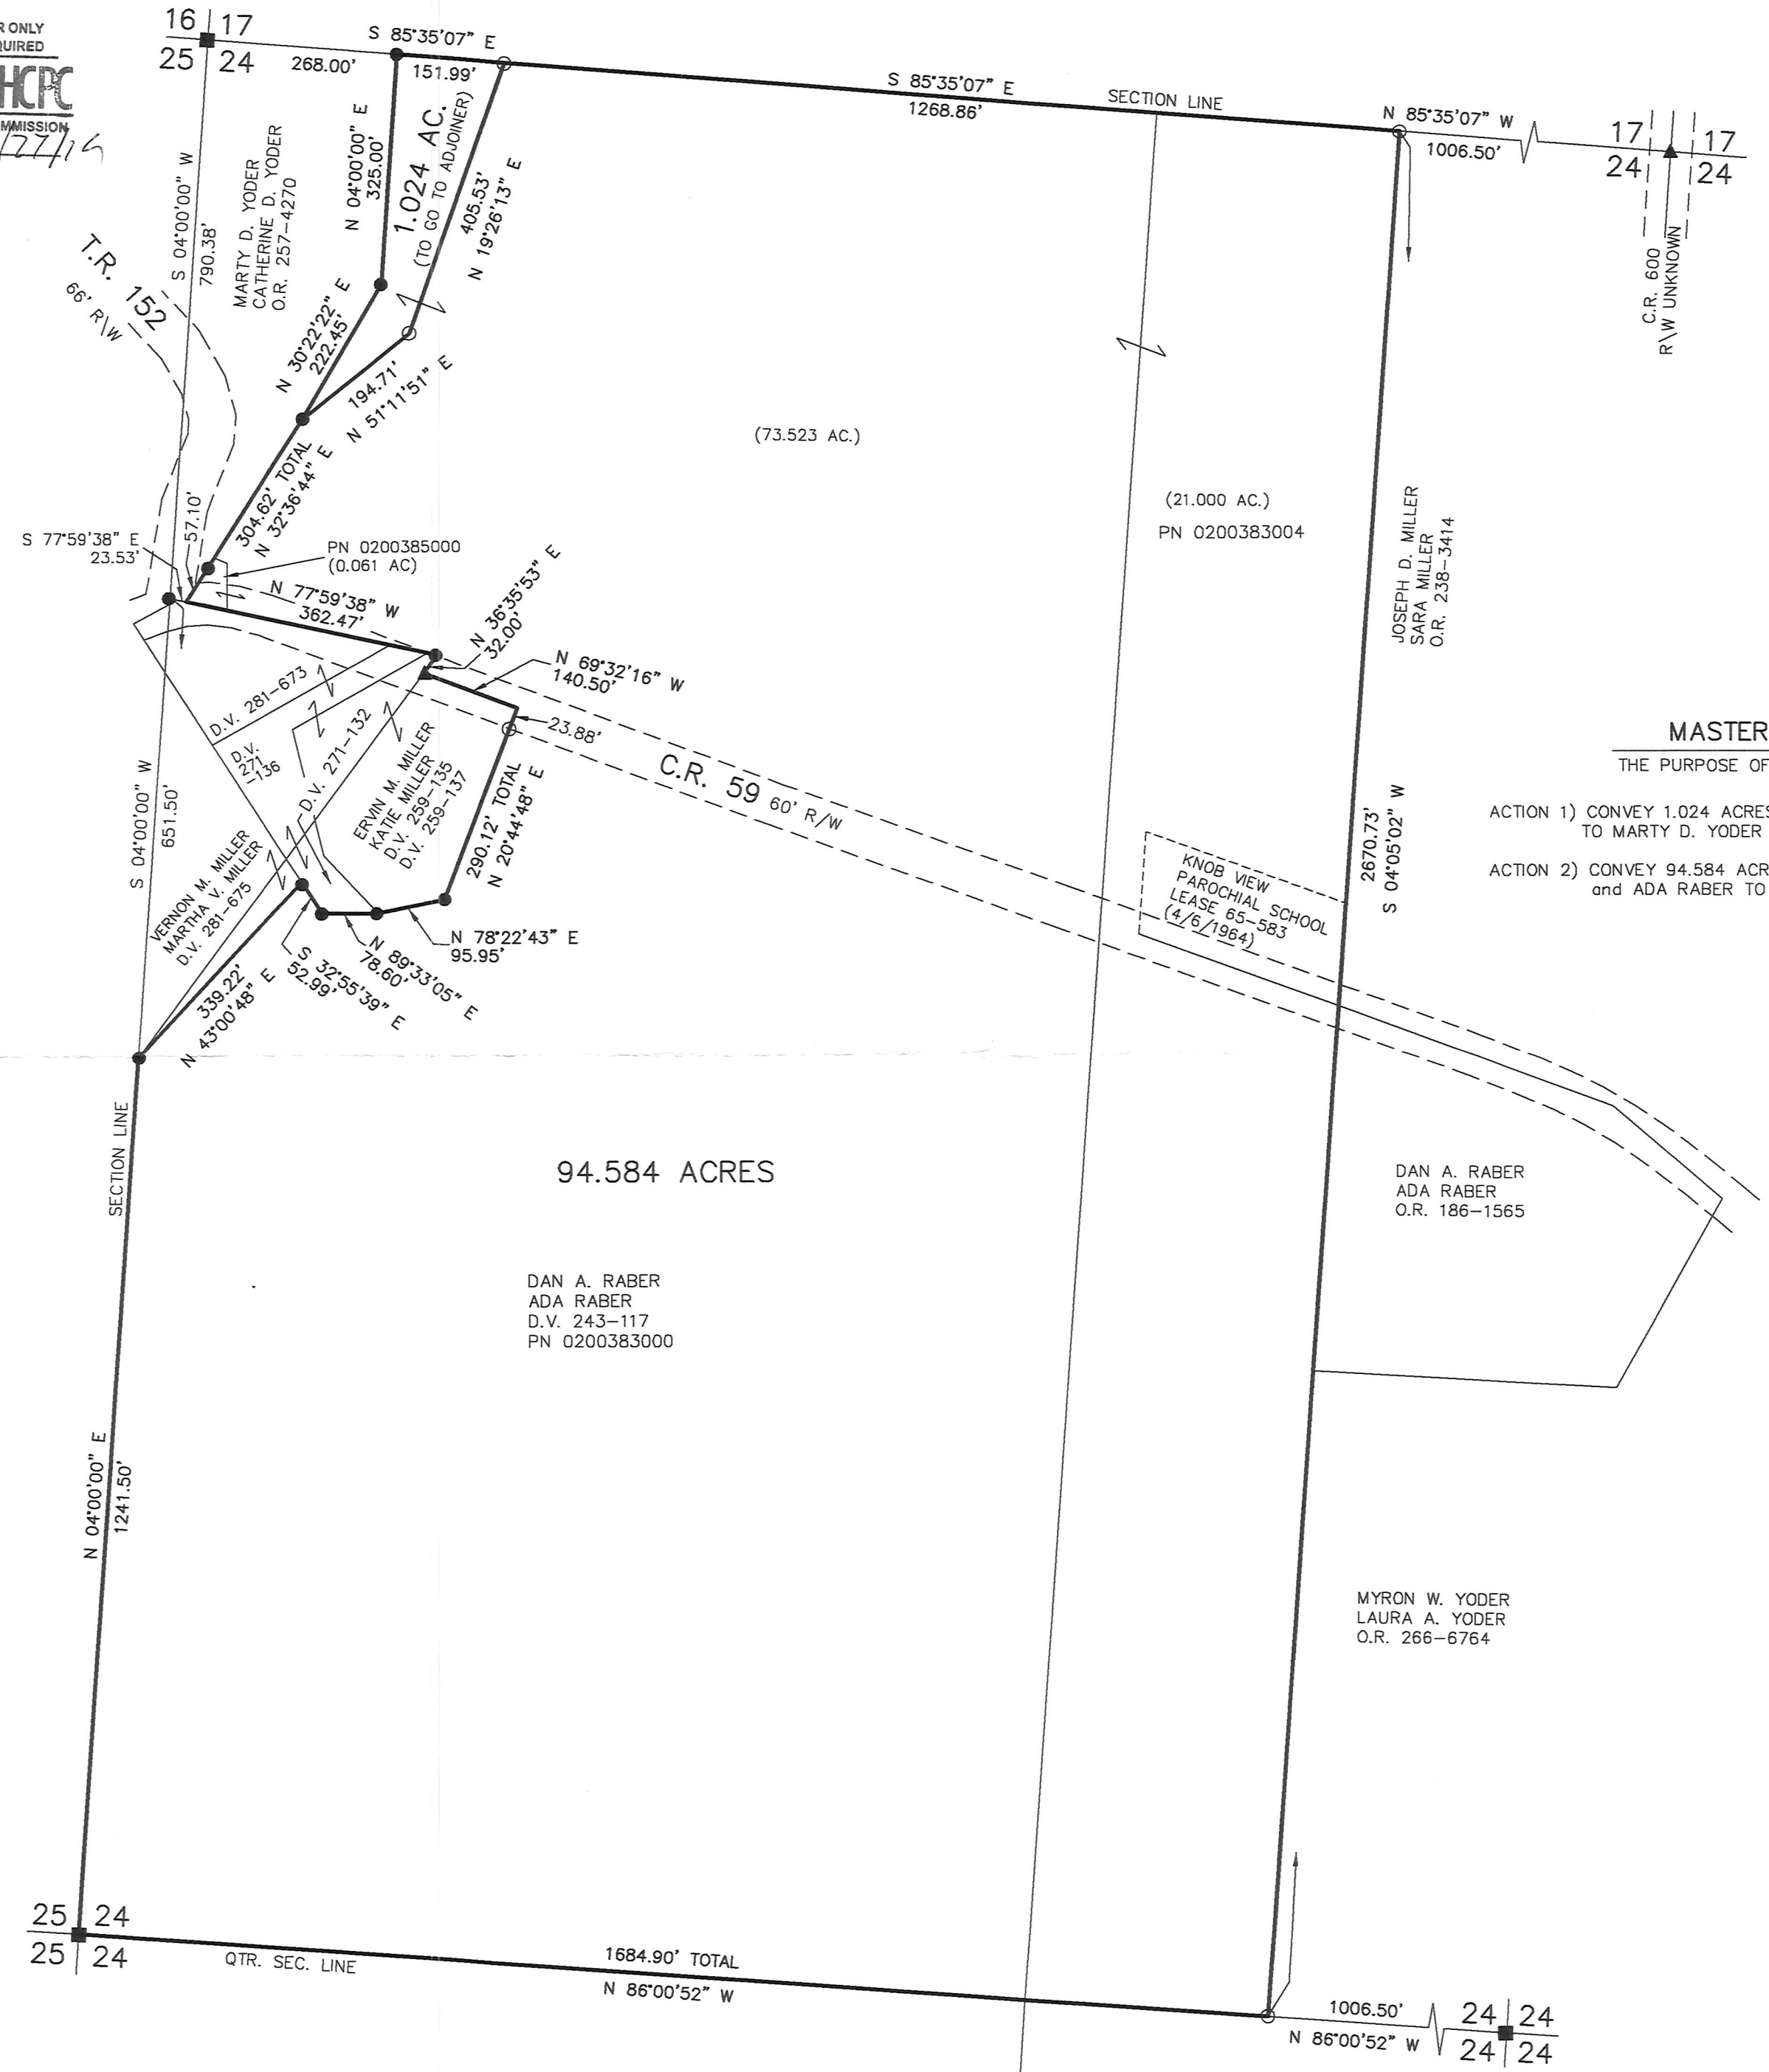 R ONLY
QUIRED
HCPC
MMISSION
/27/14
16 17
25 24
S 85°35'07" E
268.00'
151.99'
S 85°35'07" E
1268.86'
SECTION LINE
N 85°35'07" W
1006.50'
17 17
24 24
C.R. 600
R\W UNKNOWN
S 04°00'00" W
790.38'
MARTY D. YODER
CATHERINE D. YODER
O.R. 257-4270
N 04°00'00" E
325.00'
1.024 AC.
(TO GO TO ADJOINER)
405.53'
N 19°26'13" E
T.R. 152
66' R\W
N 30°22'22" E
222.45'
194.71'
N 51°11'51" E
(73.523 AC.)
(21.000 AC.)
PN 0200383004
JOSEPH D. MILLER
SARA MILLER
O.R. 238-3414
304.62' TOTAL
N 32°36'44" E
57.10'
S 77°59'38" E
23.53'
PN 0200385000
(0.061 AC)
N 77°59'38" W
362.47'
N 36°35'53" E
32.00'
N 69°32'16" W
140.50'
23.88'
C.R. 59 60' R/W
D.V. 281-673
D.V.
271
-136
D.V. 271-132
ERVIN M. MILLER
KATIE MILLER
D.V. 259-135
D.V. 259-137
290.12' TOTAL
N 20°44'48" E
MASTER
THE PURPOSE OF
ACTION 1) CONVEY 1.024 ACRES
TO MARTY D. YODER
ACTION 2) CONVEY 94.584 ACR
and ADA RABER TO
2670.73'
S 04°05'02" W
KNOB VIEW
PAROCHIAL SCHOOL
LEASE 65-583
(4/6/1964)
S 04°00'00" W
651.50'
VERNON M. MILLER
MARTHA V. MILLER
D.V. 281-675
339.22'
N 43°00'48" E
S 32°55'39" E
52.99'
N 89°33'05" E
78.60'
N 78°22'43" E
95.95'
SECTION LINE
94.584 ACRES
DAN A. RABER
ADA RABER
O.R. 186-1565
DAN A. RABER
ADA RABER
D.V. 243-117
PN 0200383000
N 04°00'00" E
1241.50'
MYRON W. YODER
LAURA A. YODER
O.R. 266-6764
25 24
25 24
QTR. SEC. LINE
1684.90' TOTAL
N 86°00'52" W
1006.50'
N 86°00'52" W
24 24
24 24